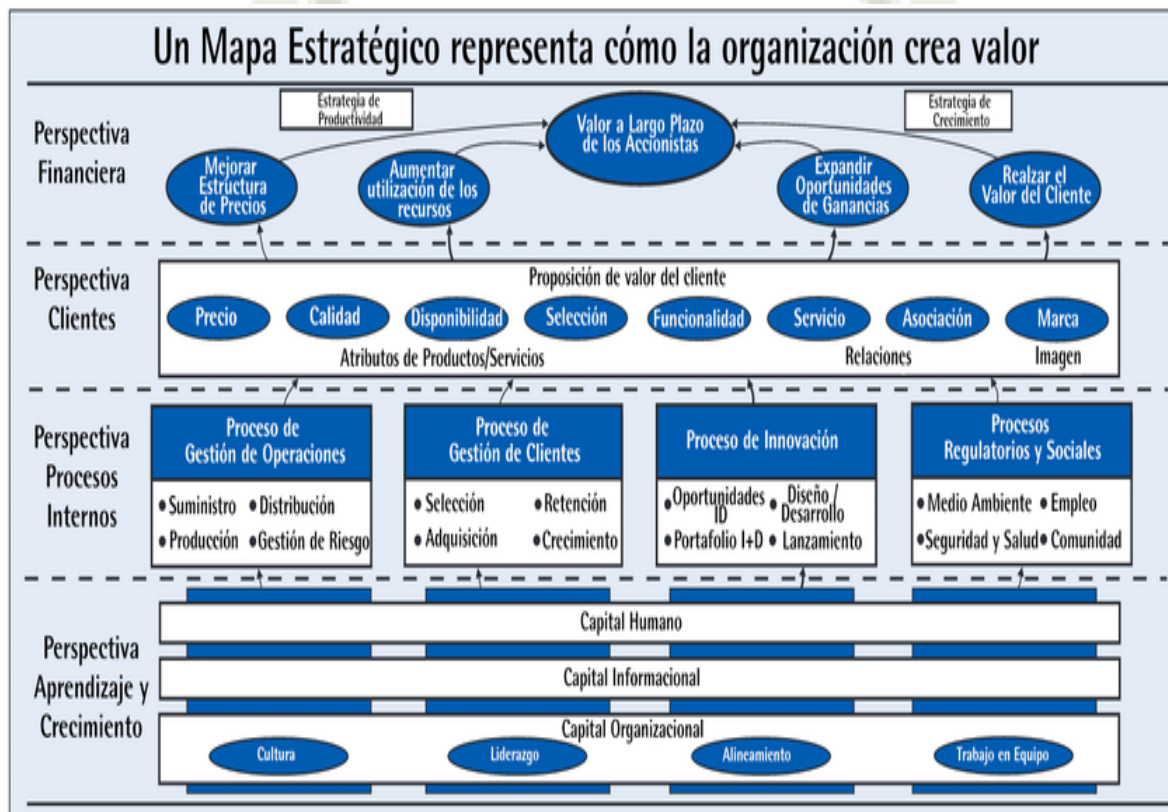 Un Mapa Estratégico representa cómo la organización crea valor
Perspectiva
Financiera
Estrategia de
Productividad
Estrategia de
Crecimiento
Valor a Largo Plazo
de los Accionistas
Mejorar
Estructura
de Precios
Aumentar
utilización de los
recursos
Expandir
Oportunidades
de Ganancias
Realzar el
Valor del Cliente
Perspectiva
Clientes
Proposición de valor del cliente
Precio
Calidad
Disponibilidad
Selección
Funcionalidad
Servicio
Asociación
Marca
Atributos de Productos/Servicios
Relaciones
Imagen
Perspectiva
Procesos
Internos
Proceso de
Gestión de Operaciones
• Suministro • Distribución
• Producción • Gestión de Riesgo
Proceso de
Gestión de Clientes
• Selección • Retención
• Adquisición • Crecimiento
Proceso de Innovación
• Oportunidades
ID
• Diseño /
Desarrollo
• Portafolio I+D • Lanzamiento
Procesos
Regulatorios y Sociales
• Medio Ambiente • Empleo
• Seguridad y Salud • Comunidad
Perspectiva
Aprendizaje y
Crecimiento
Capital Humano
Capital Informacional
Capital Organizacional
Cultura
Liderazgo
Alineamiento
Trabajo en Equipo